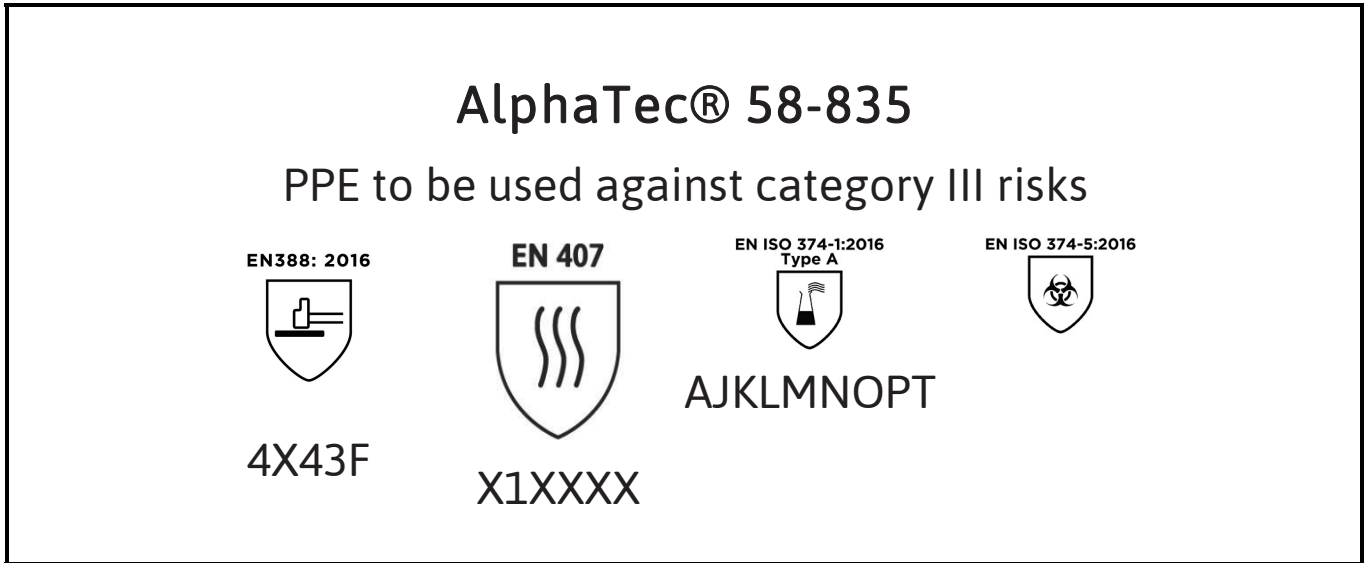 AlphaTec® 58-835
PPE to be used against category III risks
EN388: 2016
4X43F
EN 407
X1XXXX
EN ISO 374-1:2016
Type A
AJKLMNOPT
EN ISO 374-5:2016